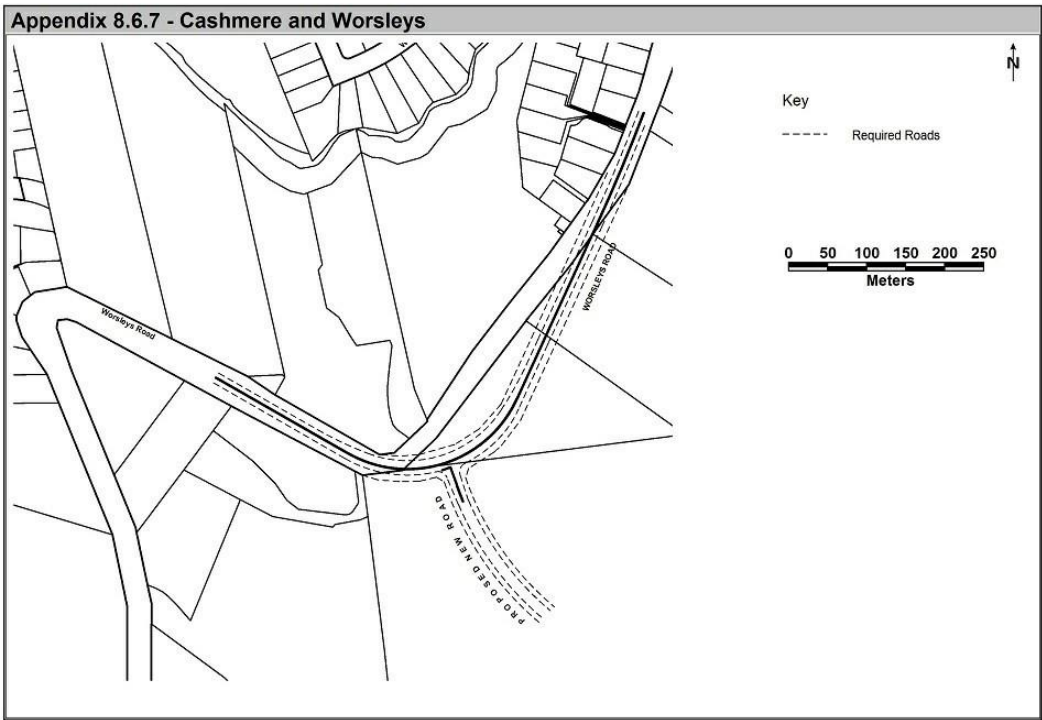 Appendix 8.6.7 - Cashmere and Worsleys
N
Key
Required Roads
0 50 100 150 200 250
Meters
WORSLEYS ROAD
Worsleys Road
PROPOSED NEW ROAD